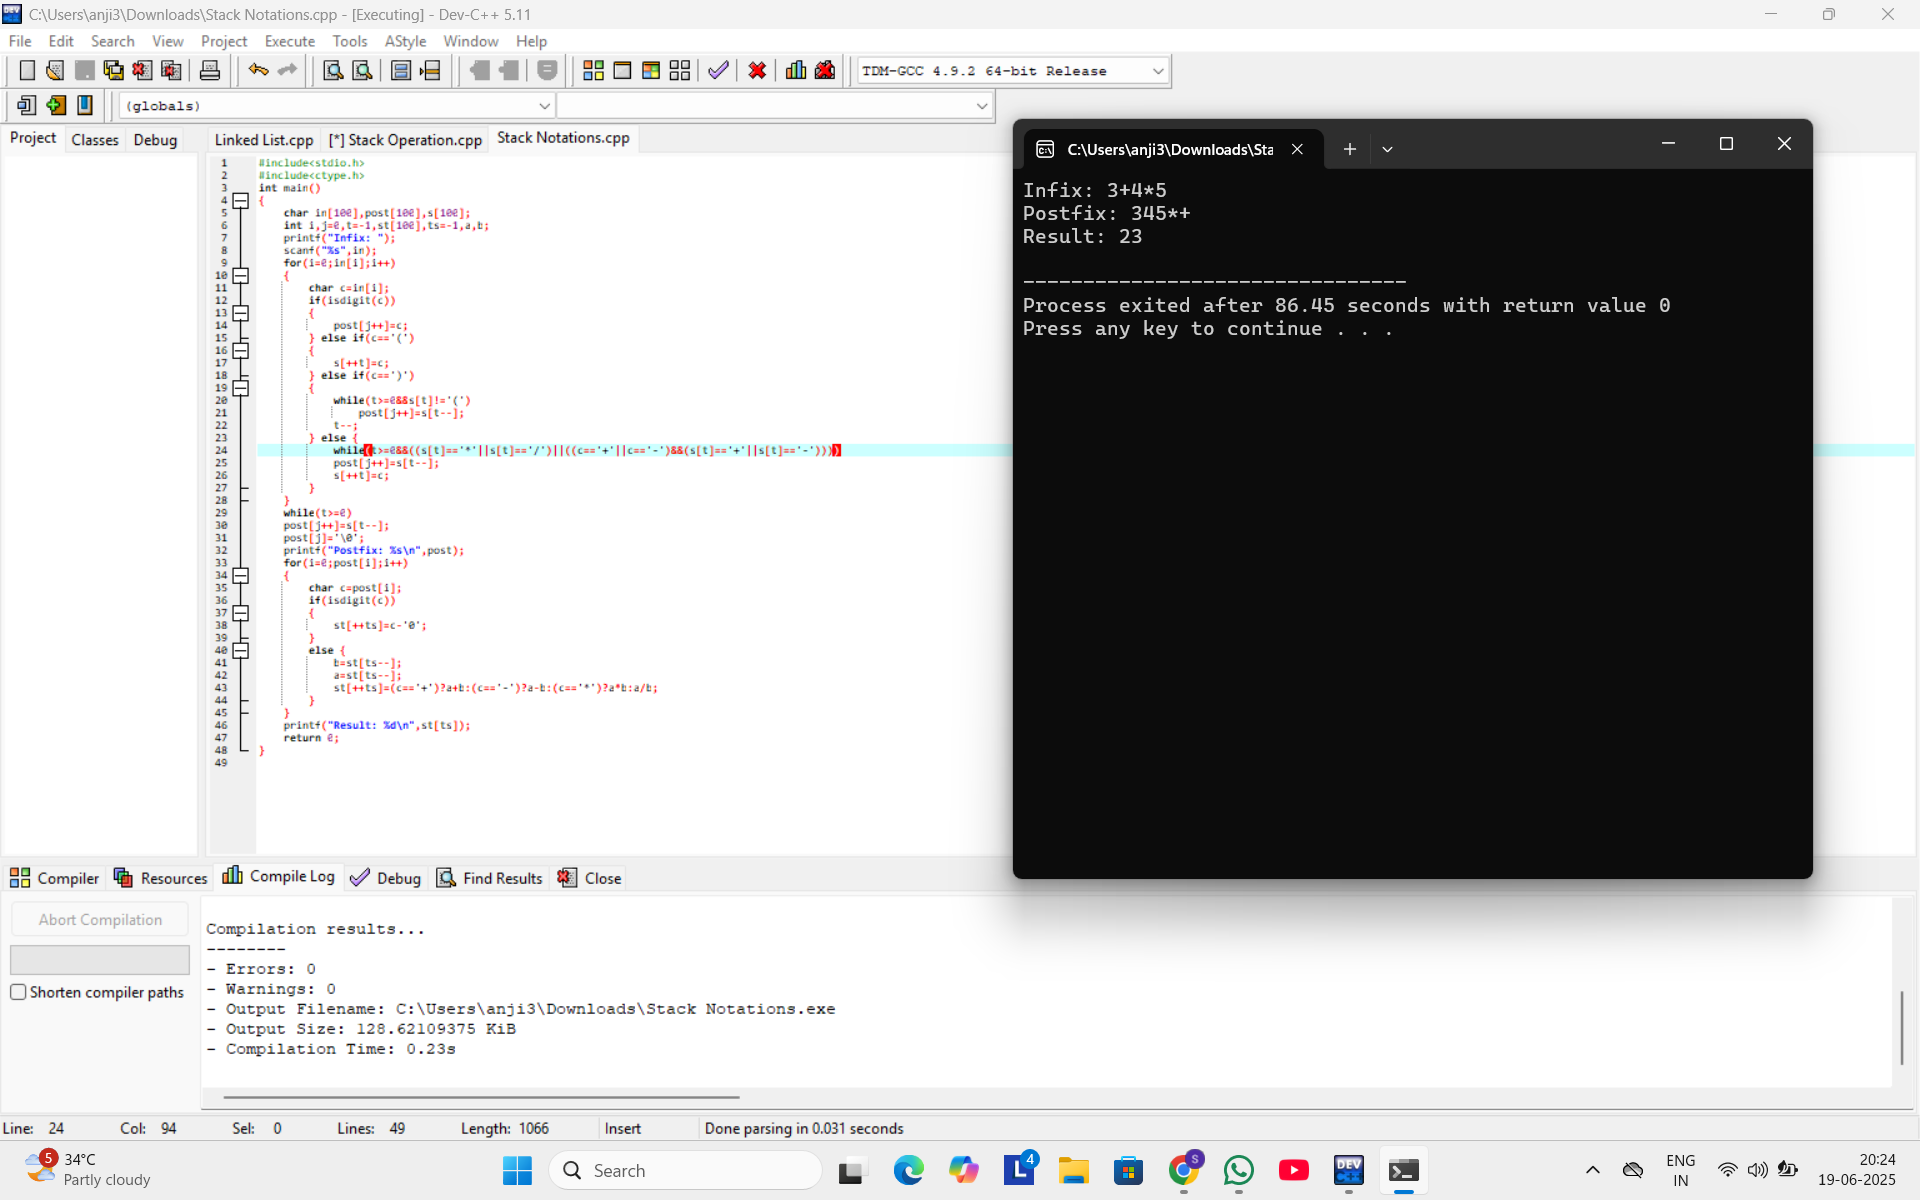 C:\Users\anji3\Downloads\Stack Notations.cpp - [Executing] - Dev-C++ 5.11
File Edit Search View Project Execute Tools AStyle Window Help
TDM-GCC 4.9.2 64-bit Release
(globals)
Project Classes Debug
Linked List.cpp [*] Stack Operation.cpp Stack Notations.cpp
1 #include<stdio.h>
2 #include<ctype.h>
3 int main()
4 {
5 char in[100],post[100],s[100];
6 int i,j=0,t=-1,st[100],ts=-1,a,b;
7 printf("Infix: ");
8 scanf("%s",in);
9 for(i=0;in[i];i++)
10 {
11 char c=in[i];
12 if(isdigit(c))
13 {
14 post[j++]=c;
15 } else if(c=='(')
16 {
17 s[++t]=c;
18 } else if(c==')')
19 {
20 while(t>=0&&s[t]!='(')
21 post[j++]=s[t--];
22 t--;
23 } else {
24 while(t>=0&&((s[t]=='*'||s[t]=='/')||((c=='+'||c=='-')&&(s[t]=='+'||s[t]=='-'))))
25 post[j++]=s[t--];
26 s[++t]=c;
27 }
28 }
29 while(t>=0)
30 post[j++]=s[t--];
31 post[j]='\0';
32 printf("Postfix: %s\n",post);
33 for(i=0;post[i];i++)
34 {
35 char c=post[i];
36 if(isdigit(c))
37 {
38 st[++ts]=c-'0';
39 }
40 else {
41 b=st[ts--];
42 a=st[ts--];
43 st[++ts]=(c=='+')?a+b:(c=='-')?a-b:(c=='*')?a*b:a/b;
44 }
45 }
46 printf("Result: %d\n",st[ts]);
47 return 0;
48 }
49
C:\Users\anji3\Downloads\Sta
Infix: 3+4*5
Postfix: 345*+
Result: 23
--------------------------------
Process exited after 86.45 seconds with return value 0
Press any key to continue . . .
Compiler Resources Compile Log Debug Find Results Close
Abort Compilation
Shorten compiler paths
Compilation results...
--------
- Errors: 0
- Warnings: 0
- Output Filename: C:\Users\anji3\Downloads\Stack Notations.exe
- Output Size: 128.62109375 KiB
- Compilation Time: 0.23s
Line: 24 Col: 94 Sel: 0 Lines: 49 Length: 1066 Insert Done parsing in 0.031 seconds
5
34°C
Partly cloudy
Search
L 4
S
DEV
ENG
IN
20:24
19-06-2025